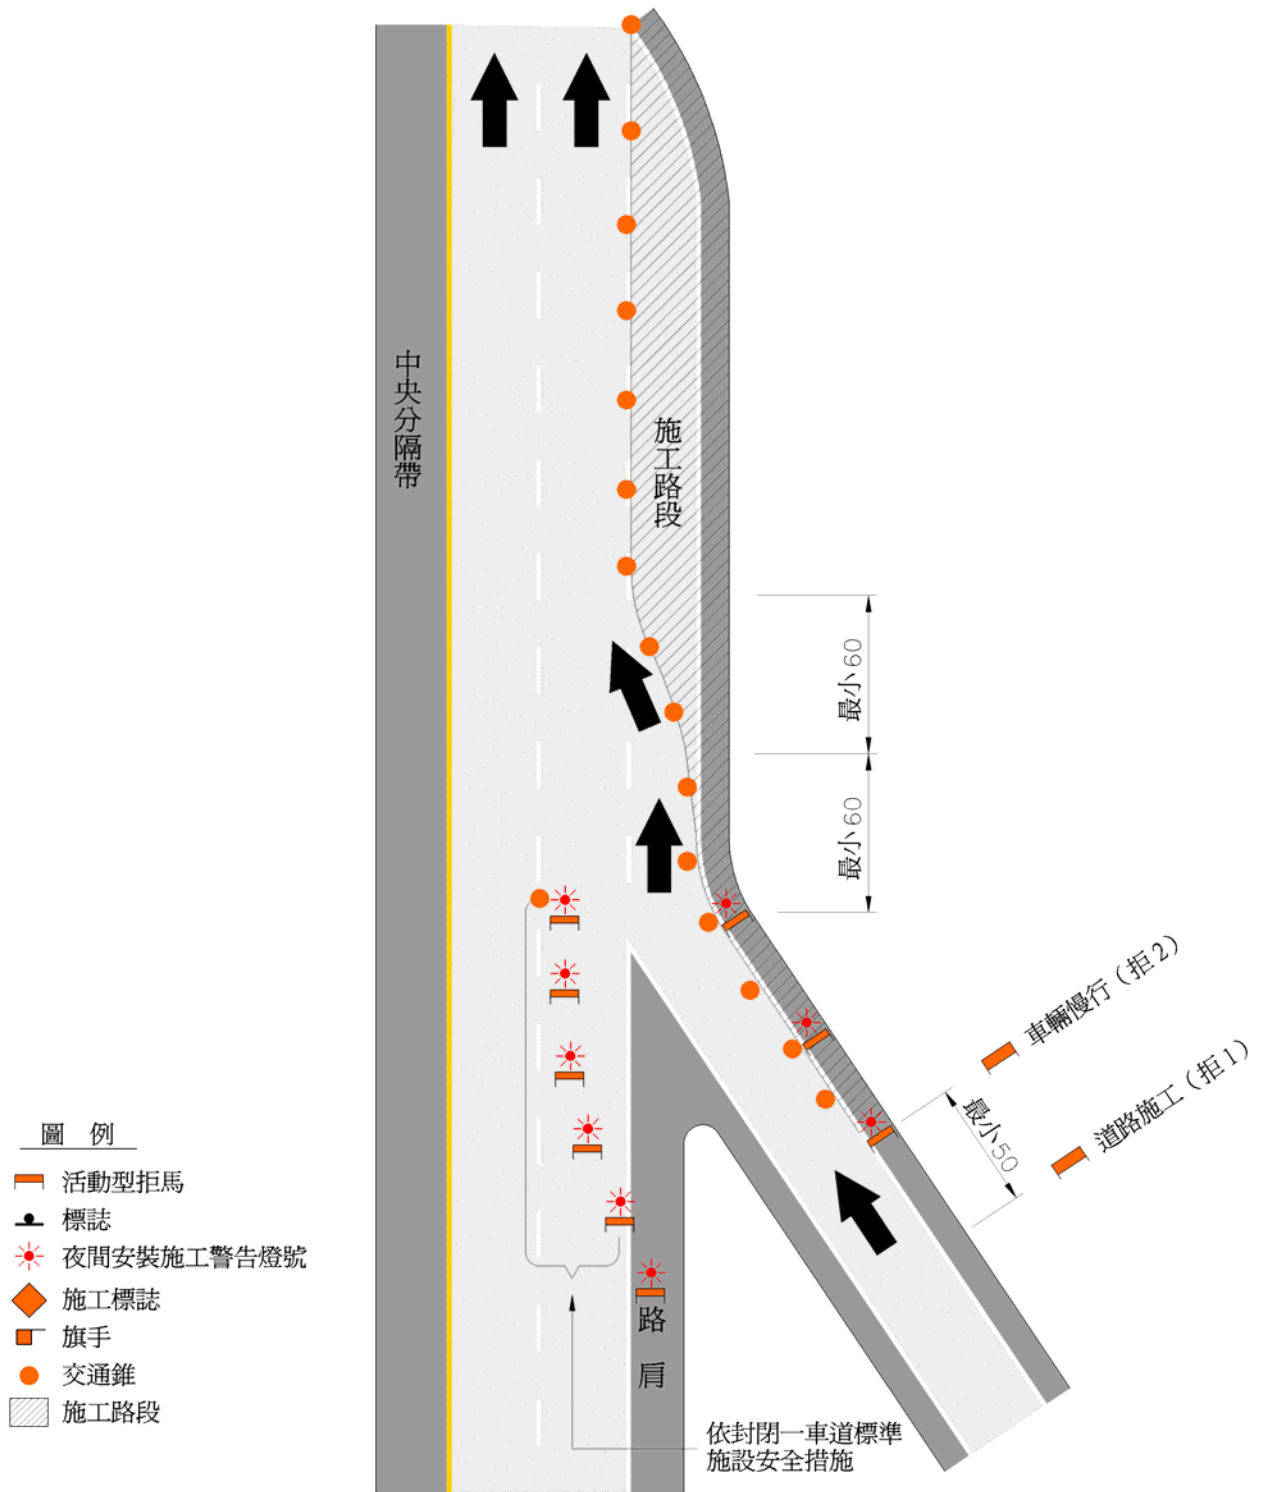 中央分隔帶
施工路段
最小60
最小60
車輛慢行（拒2）
道路施工（拒1）
最小50
圖 例
活動型拒馬
標誌
夜間安裝施工警告燈號
施工標誌
旗手
交通錐
施工路段
路肩
依封閉一車道標準
施設安全措施